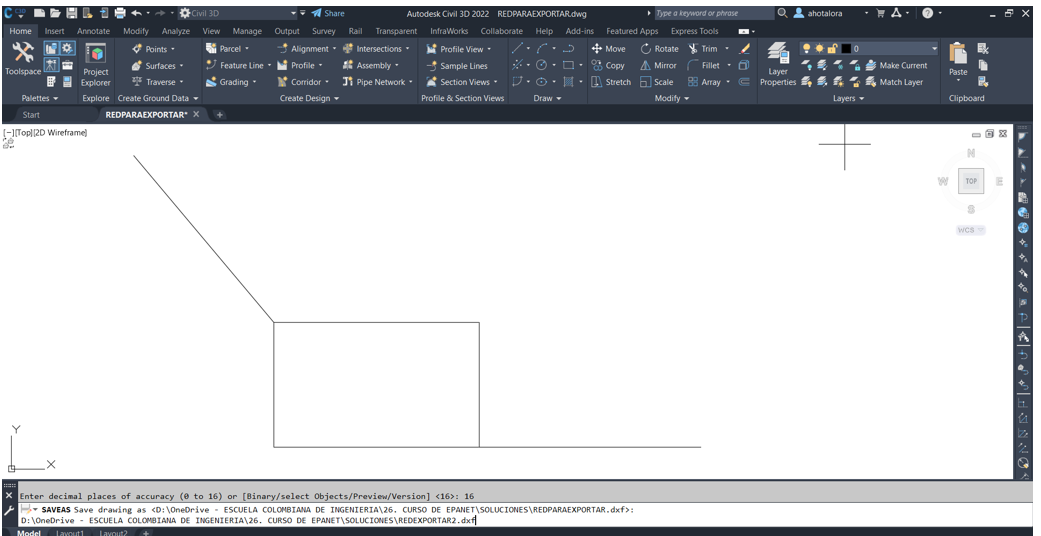 Civil 3D Share Autodesk Civil 3D 2022 REDPARAEXPORTAR.dwg Type a keyword or phrase ahotalora
Home Insert Annotate Modify Analyze View Manage Output Survey Rail Transparent InfraWorks Collaborate Help Add-ins Featured Apps Express Tools
Points Parcel Alignment Intersections Profile View Move Rotate Trim 0
Toolspace Project Explorer Surfaces Feature Line Profile Assembly Sample Lines Copy Mirror Fillet Layer Properties Make Current Paste
Traverse Grading Corridor Pipe Network Section Views Stretch Scale Array Match Layer
Palettes Explore Create Ground Data Create Design Profile & Section Views Draw Modify Layers Clipboard
Start REDPARAEXPORTAR* +
[−][Top][2D Wireframe]
N
W TOP E
S
WCS
Y
X
Enter decimal places of accuracy (0 to 16) or [Binary/select Objects/Preview/Version] <16>: 16
SAVEAS Save drawing as <D:\OneDrive - ESCUELA COLOMBIANA DE INGENIERIA\26. CURSO DE EPANET\SOLUCIONES\REDPARAEXPORTAR.dxf>:
D:\OneDrive - ESCUELA COLOMBIANA DE INGENIERIA\26. CURSO DE EPANET\SOLUCIONES\REDEXPORTAR2.dxf
Model Layout1 Layout2 +